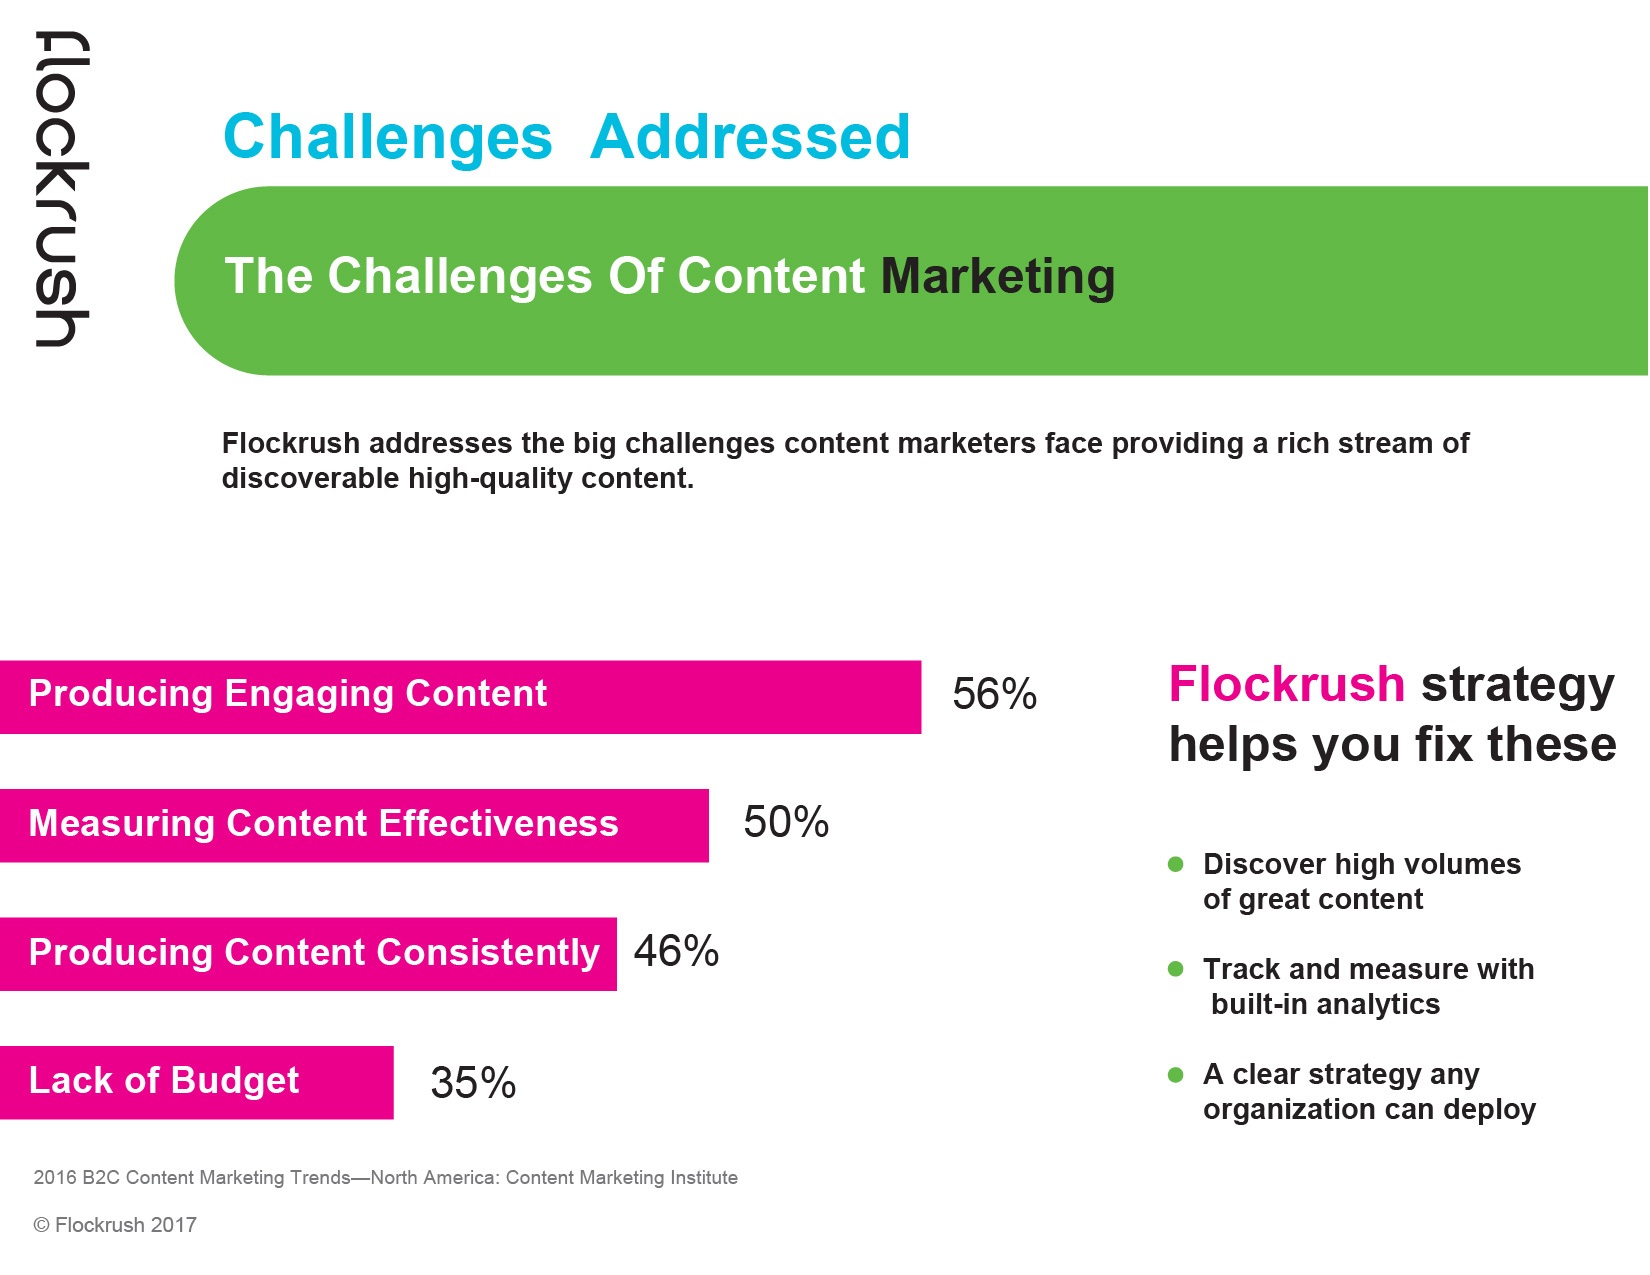 flockrush
Challenges Addressed
The Challenges Of Content Marketing
Flockrush addresses the big challenges content marketers face providing a rich stream of
discoverable high-quality content.
Producing Engaging Content 56%
Measuring Content Effectiveness 50%
Producing Content Consistently 46%
Lack of Budget 35%
Flockrush strategy
helps you fix these
Discover high volumes
of great content
Track and measure with
built-in analytics
A clear strategy any
organization can deploy
2016 B2C Content Marketing Trends—North America: Content Marketing Institute
© Flockrush 2017